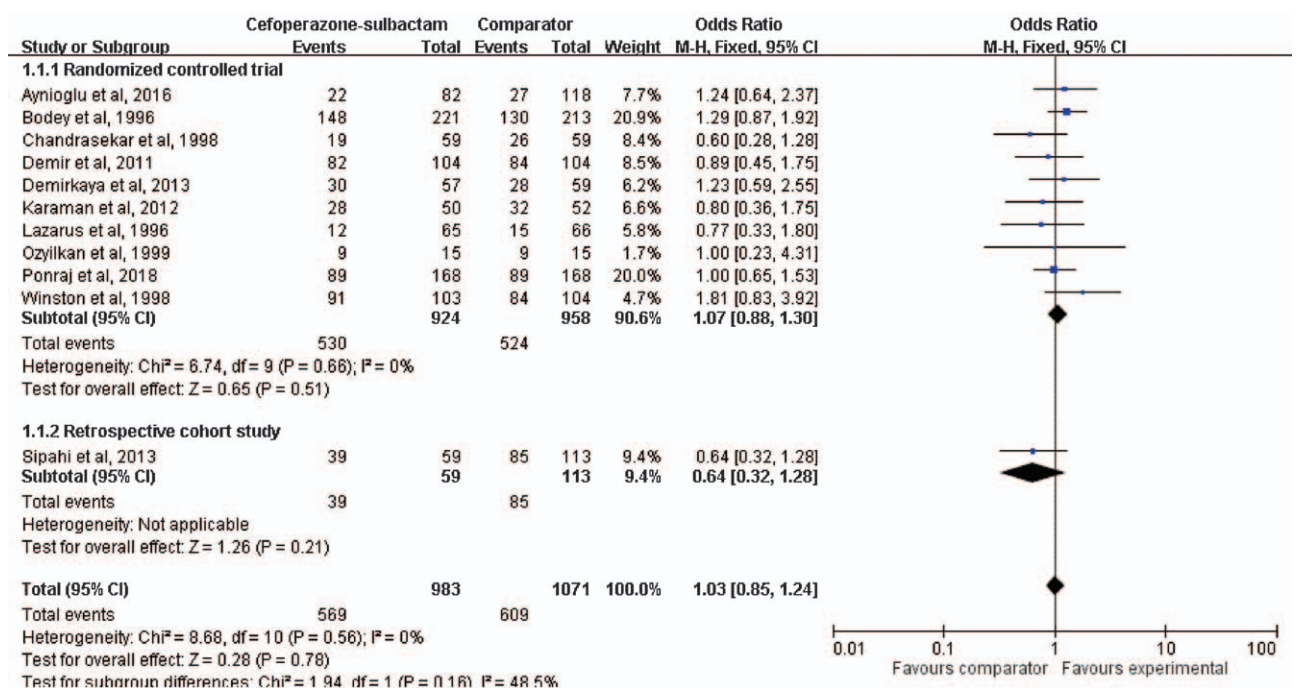 Cefoperazone-sulbactam Comparator Odds Ratio Odds Ratio
Study or Subgroup Events Total Events Total Weight M-H, Fixed, 95% CI M-H, Fixed, 95% CI
1.1.1 Randomized controlled trial
Aynioglu et al, 2016 22 82 27 118 7.7% 1.24 [0.64, 2.37]
Bodey et al, 1996 148 221 130 213 20.9% 1.29 [0.87, 1.92]
Chandrasekar et al, 1998 19 59 26 59 8.4% 0.60 [0.28, 1.28]
Demir et al, 2011 82 104 84 104 8.5% 0.89 [0.45, 1.75]
Demirkaya et al, 2013 30 57 28 59 6.2% 1.23 [0.59, 2.55]
Karaman et al, 2012 28 50 32 52 6.6% 0.80 [0.36, 1.75]
Lazarus et al, 1996 12 65 15 66 5.8% 0.77 [0.33, 1.80]
Ozyilkan et al, 1999 9 15 9 15 1.7% 1.00 [0.23, 4.31]
Ponraj et al, 2018 89 168 89 168 20.0% 1.00 [0.65, 1.53]
Winston et al, 1998 91 103 84 104 4.7% 1.81 [0.83, 3.92]
Subtotal (95% CI) 924 958 90.6% 1.07 [0.88, 1.30]
Total events 530 524
Heterogeneity: Chi² = 6.74, df = 9 (P = 0.66); I² = 0%
Test for overall effect: Z = 0.65 (P = 0.51)
1.1.2 Retrospective cohort study
Sipahi et al, 2013 39 59 85 113 9.4% 0.64 [0.32, 1.28]
Subtotal (95% CI) 59 113 9.4% 0.64 [0.32, 1.28]
Total events 39 85
Heterogeneity: Not applicable
Test for overall effect: Z = 1.26 (P = 0.21)
Total (95% CI) 983 1071 100.0% 1.03 [0.85, 1.24]
Total events 569 609
Heterogeneity: Chi² = 8.68, df = 10 (P = 0.56); I² = 0%
Test for overall effect: Z = 0.28 (P = 0.78)
Test for subgroup differences: Chi² = 1.94, df = 1 (P = 0.16), I² = 48.5%
0.01 0.1 1 10 100
Favours comparator Favours experimental